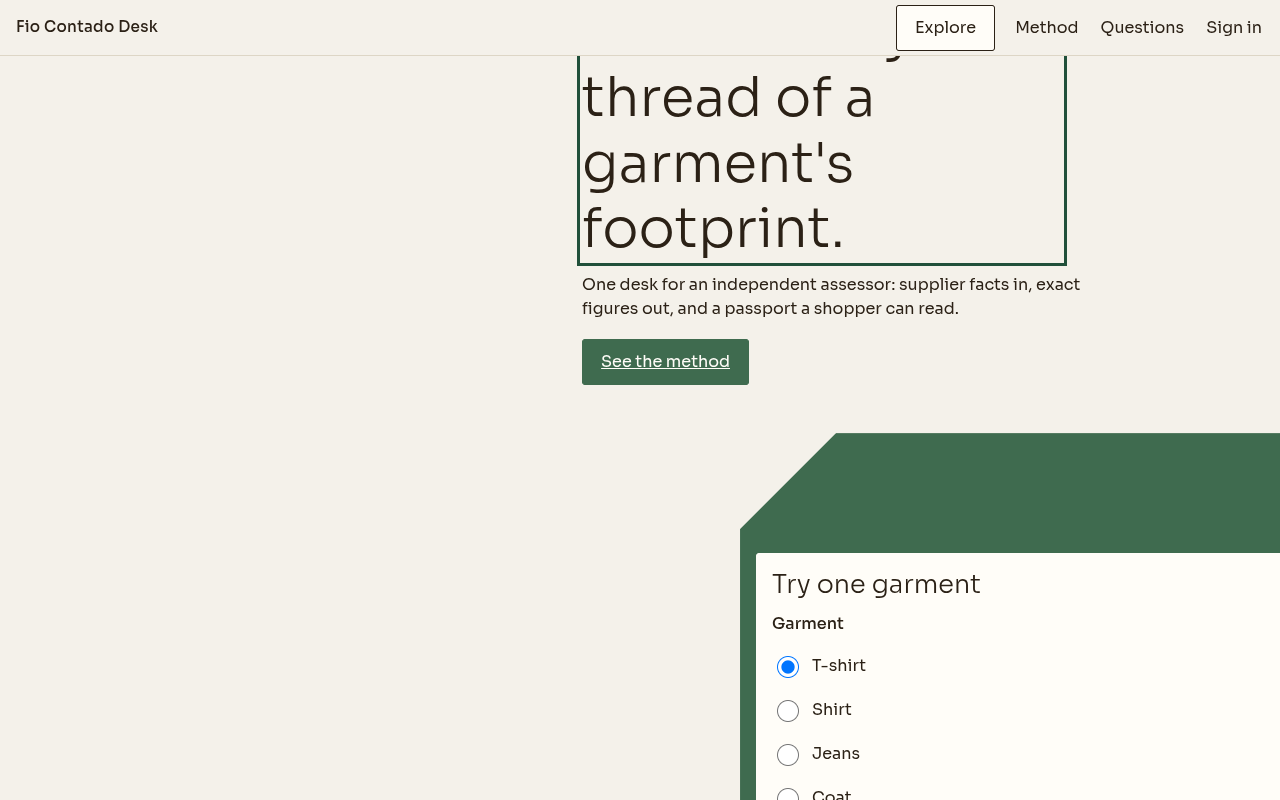 Fio Contado Desk
Explore
Method
Questions
Sign in
thread of a
garment's
footprint.
One desk for an independent assessor: supplier facts in, exact
figures out, and a passport a shopper can read.
See the method
Try one garment
Garment
T-shirt
Shirt
Jeans
Coat